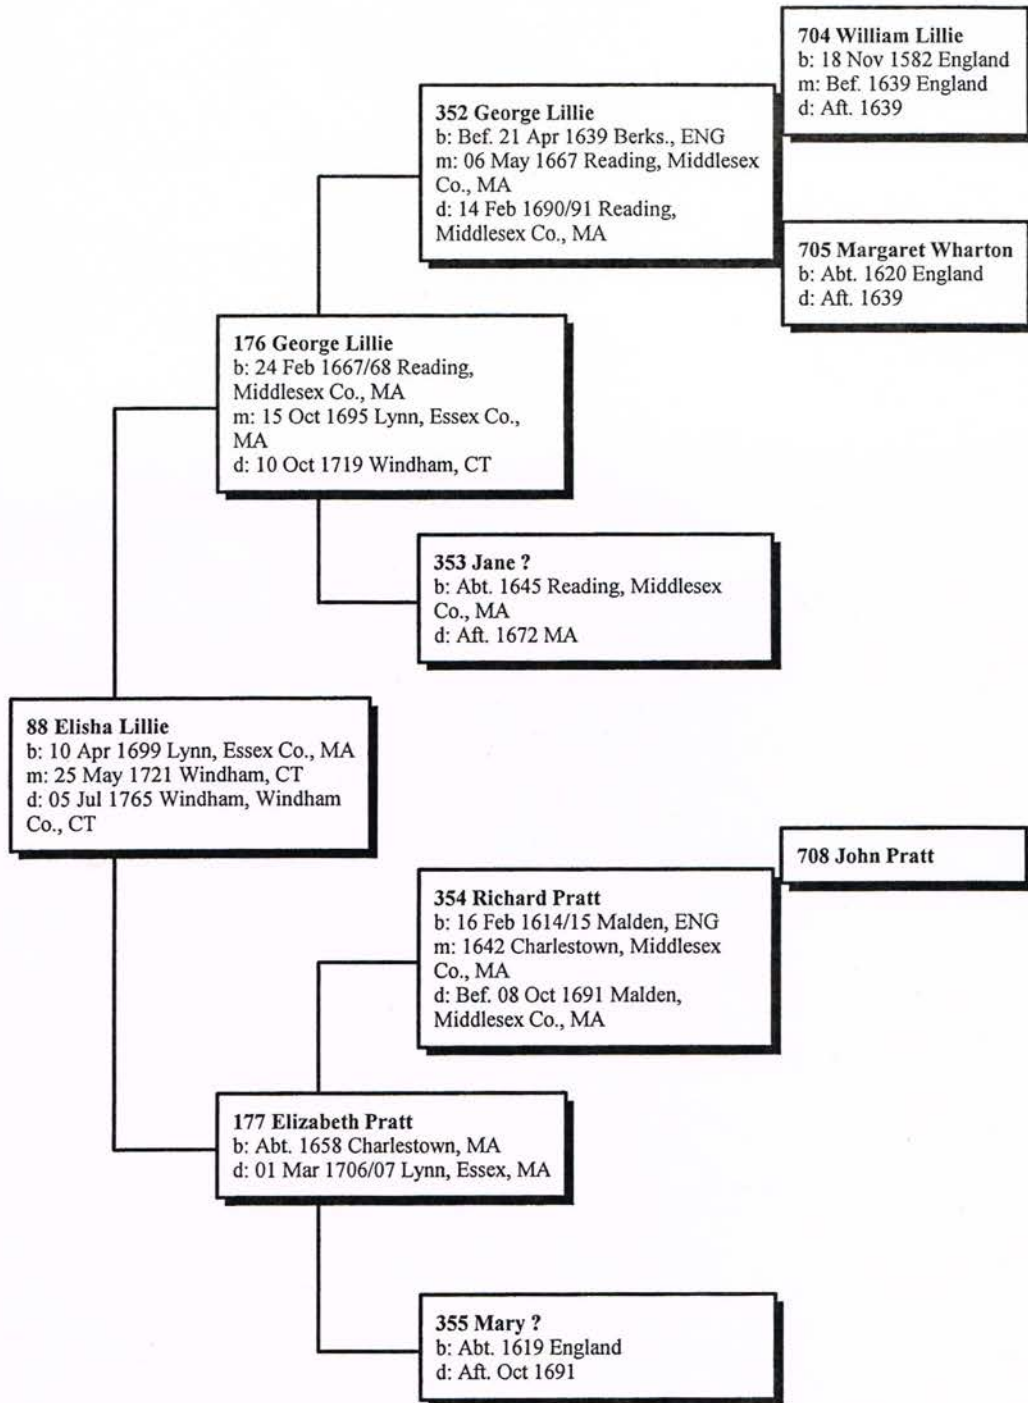 704 William Lillie
b: 18 Nov 1582 England
m: Bef. 1639 England
d: Aft. 1639
352 George Lillie
b: Bef. 21 Apr 1639 Berks., ENG
m: 06 May 1667 Reading, Middlesex
Co., MA
d: 14 Feb 1690/91 Reading,
Middlesex Co., MA
705 Margaret Wharton
b: Abt. 1620 England
d: Aft. 1639
176 George Lillie
b: 24 Feb 1667/68 Reading,
Middlesex Co., MA
m: 15 Oct 1695 Lynn, Essex Co.,
MA
d: 10 Oct 1719 Windham, CT
353 Jane ?
b: Abt. 1645 Reading, Middlesex
Co., MA
d: Aft. 1672 MA
88 Elisha Lillie
b: 10 Apr 1699 Lynn, Essex Co., MA
m: 25 May 1721 Windham, CT
d: 05 Jul 1765 Windham, Windham
Co., CT
708 John Pratt
354 Richard Pratt
b: 16 Feb 1614/15 Malden, ENG
m: 1642 Charlestown, Middlesex
Co., MA
d: Bef. 08 Oct 1691 Malden,
Middlesex Co., MA
177 Elizabeth Pratt
b: Abt. 1658 Charlestown, MA
d: 01 Mar 1706/07 Lynn, Essex, MA
355 Mary ?
b: Abt. 1619 England
d: Aft. Oct 1691